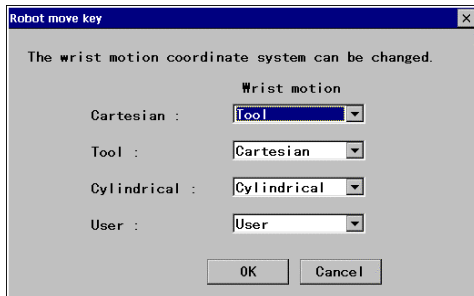 Robot move key
The wrist motion coordinate system can be changed.
Wrist motion
Cartesian : Tool
Tool : Cartesian
Cylindrical : Cylindrical
User : User
OK Cancel